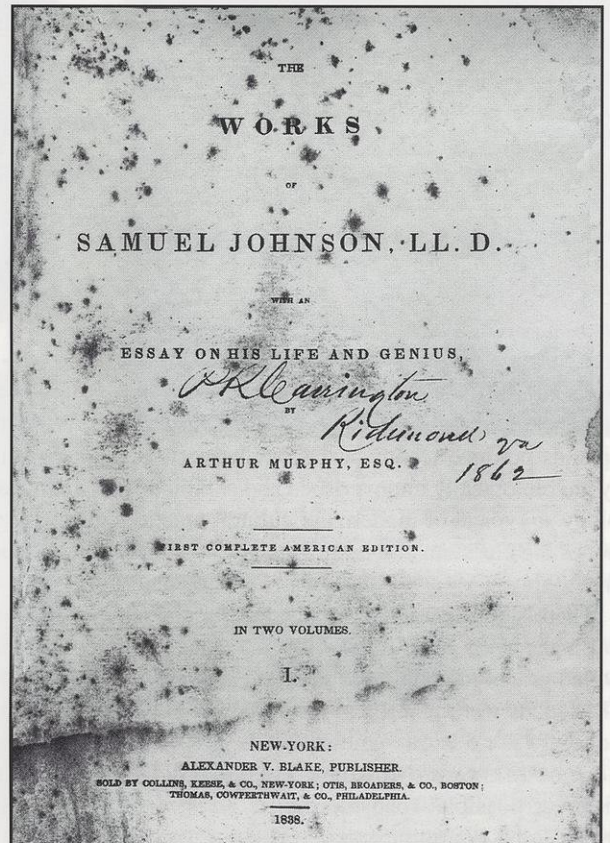 THE
WORKS
OF
SAMUEL JOHNSON, LL. D.
WITH AN
ESSAY ON HIS LIFE AND GENIUS,
Carrington
BY
Richmond va
ARTHUR MURPHY, ESQ.
1862
FIRST COMPLETE AMERICAN EDITION.
IN TWO VOLUMES.
I.
NEW-YORK:
ALEXANDER V. BLAKE, PUBLISHER.
SOLD BY COLLINS, KEESE, & CO., NEW-YORK; OTIS, BROADERS, & CO., BOSTON;
THOMAS, COWPERTHWAIT, & CO., PHILADELPHIA.
1838.